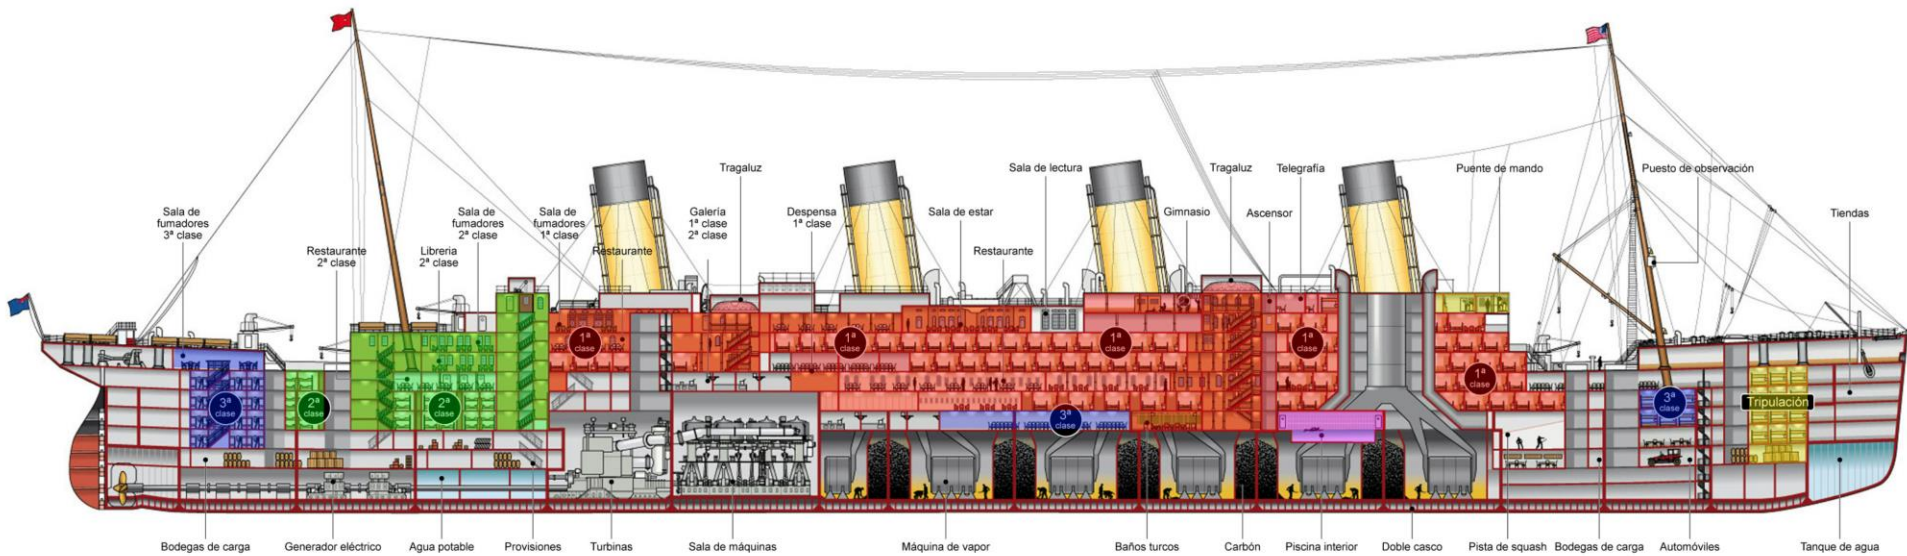 Tragaluz
Sala de lectura
Tragaluz
Telegrafía
Puente de mando
Puesto de observación
Sala de
fumadores
3ª clase
Sala de
fumadores
2ª clase
Sala de
fumadores
1ª clase
Galería
1ª clase
2ª clase
Despensa
1ª clase
Sala de estar
Gimnasio
Ascensor
Tiendas
Restaurante
2ª clase
Librería
2ª clase
Restaurante
Restaurante
1ª
clase
1ª
clase
1ª
clase
1ª
clase
1ª
clase
3ª
clase
2ª
clase
2ª
clase
3ª
clase
3ª
clase
Tripulación
Bodegas de carga
Generador eléctrico
Agua potable
Provisiones
Turbinas
Sala de máquinas
Máquina de vapor
Baños turcos
Carbón
Piscina interior
Doble casco
Pista de squash
Bodegas de carga
Automóviles
Tanque de agua